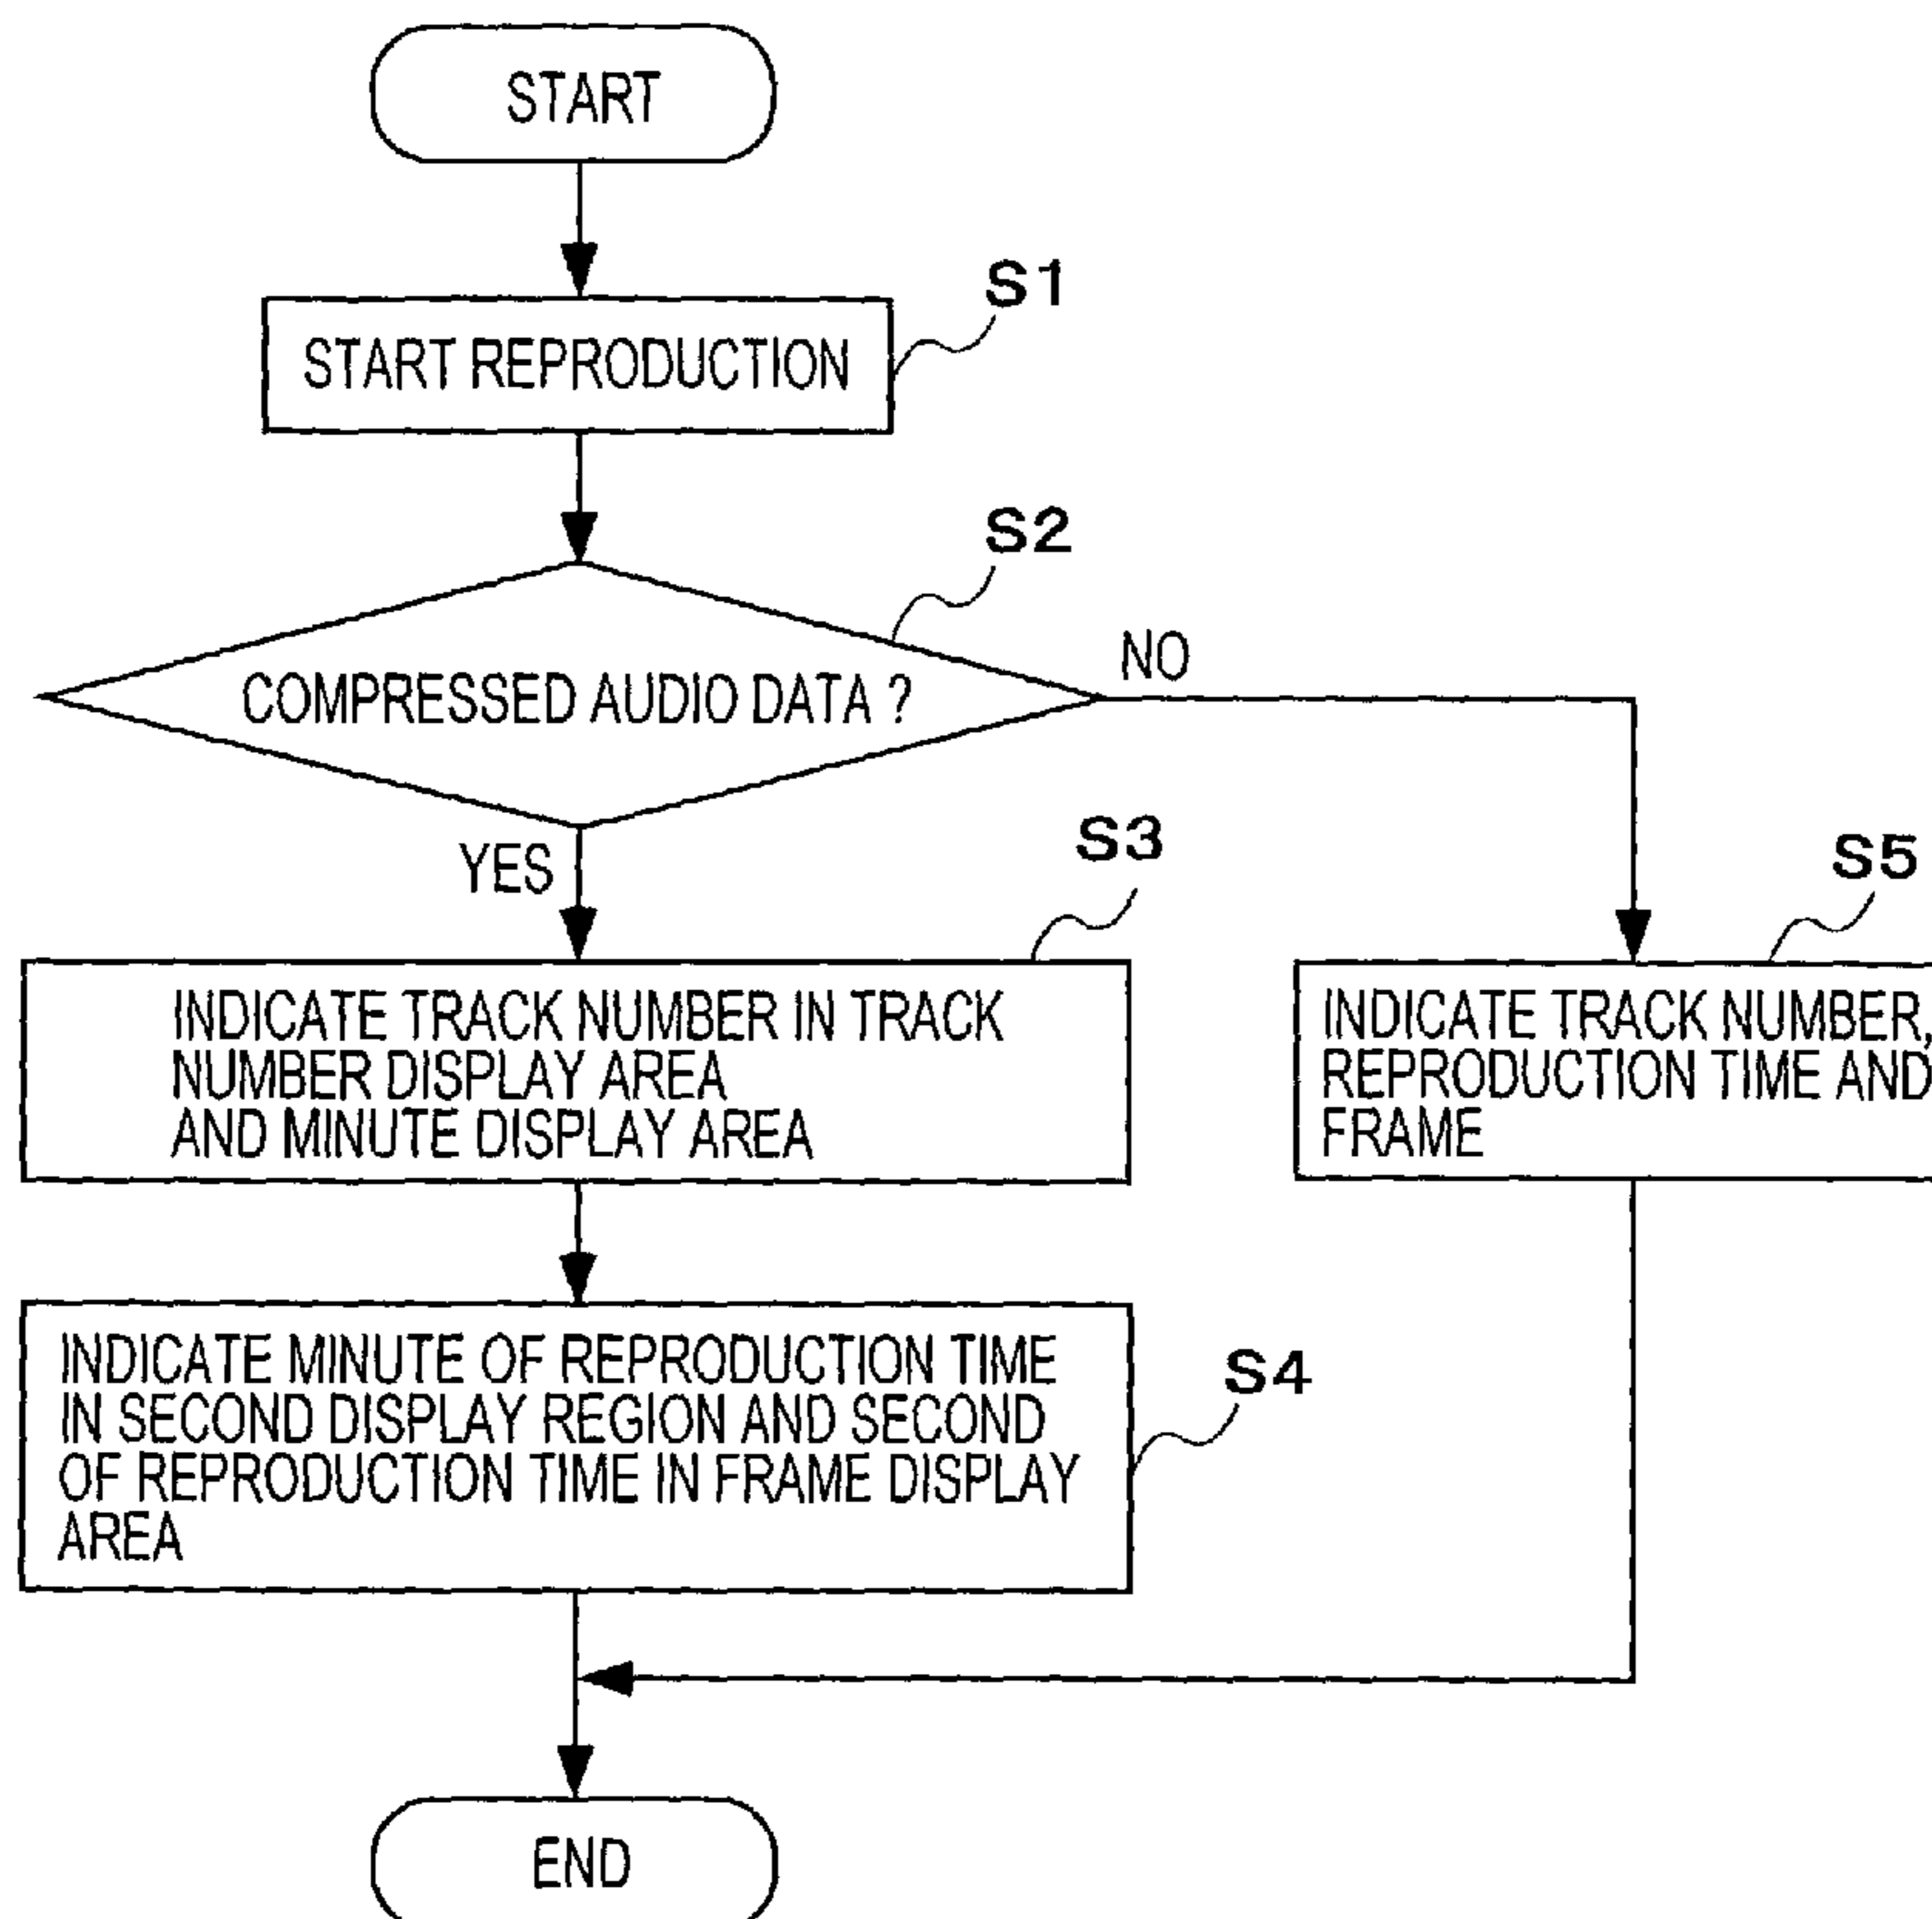 START
S1
START REPRODUCTION
S2
NO
COMPRESSED AUDIO DATA ?
YES
S3
S5
INDICATE TRACK NUMBER IN TRACK
NUMBER DISPLAY AREA
AND MINUTE DISPLAY AREA
INDICATE TRACK NUMBER,
REPRODUCTION TIME AND
FRAME
S4
INDICATE MINUTE OF REPRODUCTION TIME
IN SECOND DISPLAY REGION AND SECOND
OF REPRODUCTION TIME IN FRAME DISPLAY
AREA
END